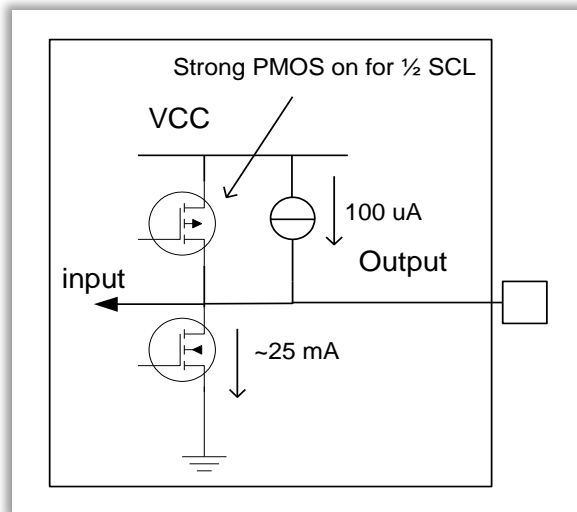 Strong PMOS on for ½ SCL
VCC
100 uA
Output
input
~25 mA